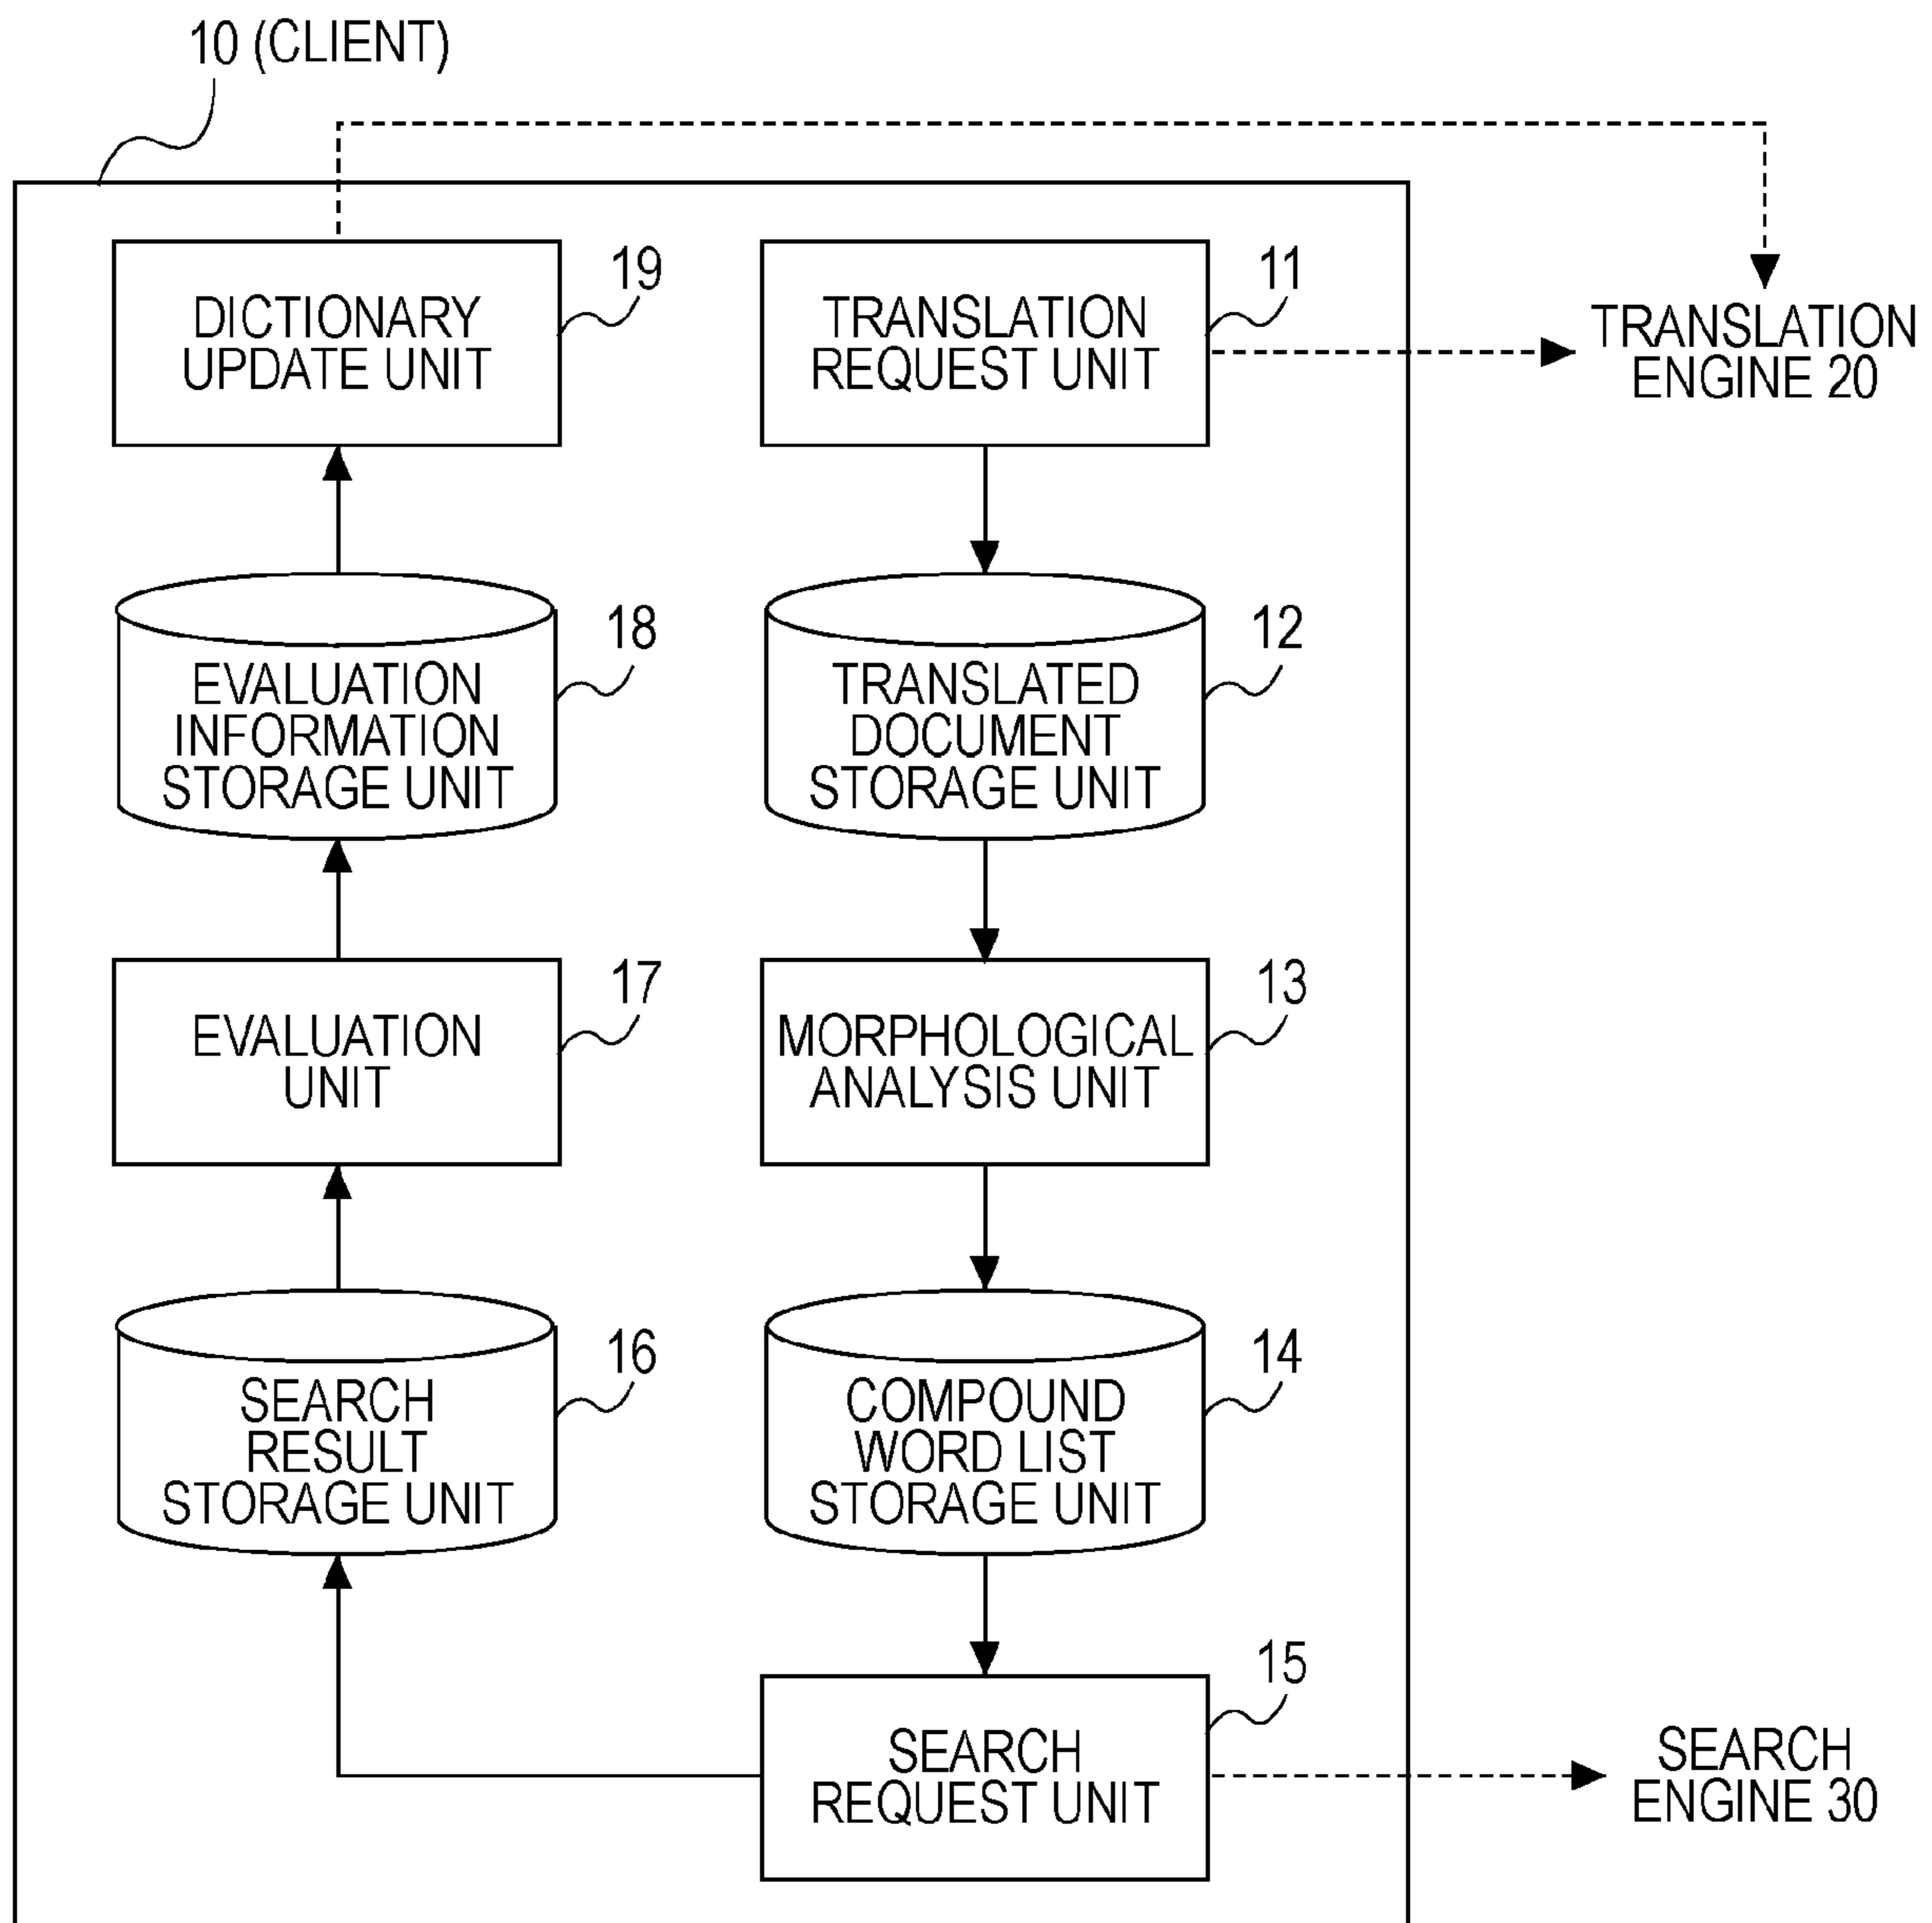 10 (CLIENT)
19
DICTIONARY
UPDATE UNIT
11
TRANSLATION
REQUEST UNIT
TRANSLATION
ENGINE 20
18
EVALUATION
INFORMATION
STORAGE UNIT
12
TRANSLATED
DOCUMENT
STORAGE UNIT
17
EVALUATION
UNIT
13
MORPHOLOGICAL
ANALYSIS UNIT
16
SEARCH
RESULT
STORAGE UNIT
14
COMPOUND
WORD LIST
STORAGE UNIT
15
SEARCH
REQUEST UNIT
SEARCH
ENGINE 30